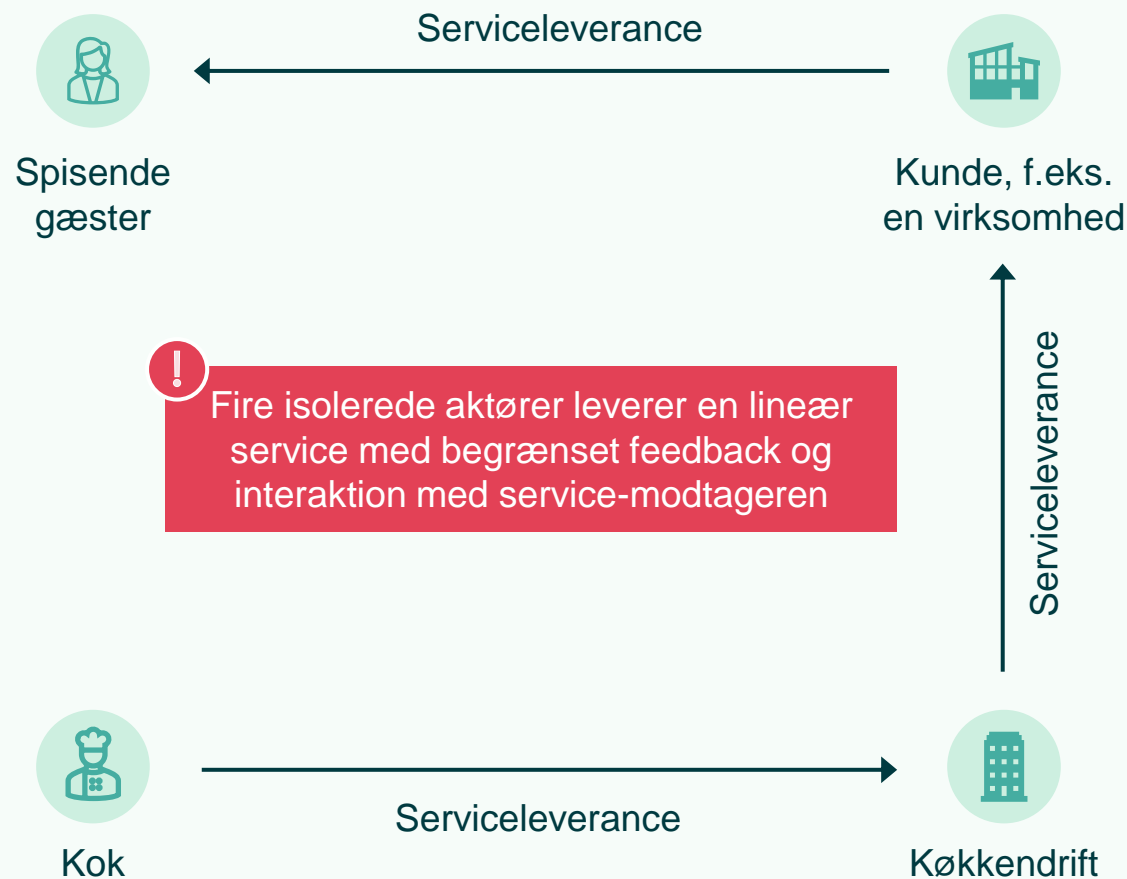 Serviceleverance
Spisende
gæster
Kunde, f.eks.
en virksomhed
!
Fire isolerede aktører leverer en lineær
service med begrænset feedback og
interaktion med service-modtageren
Serviceleverance
Serviceleverance
Kok
Køkkendrift